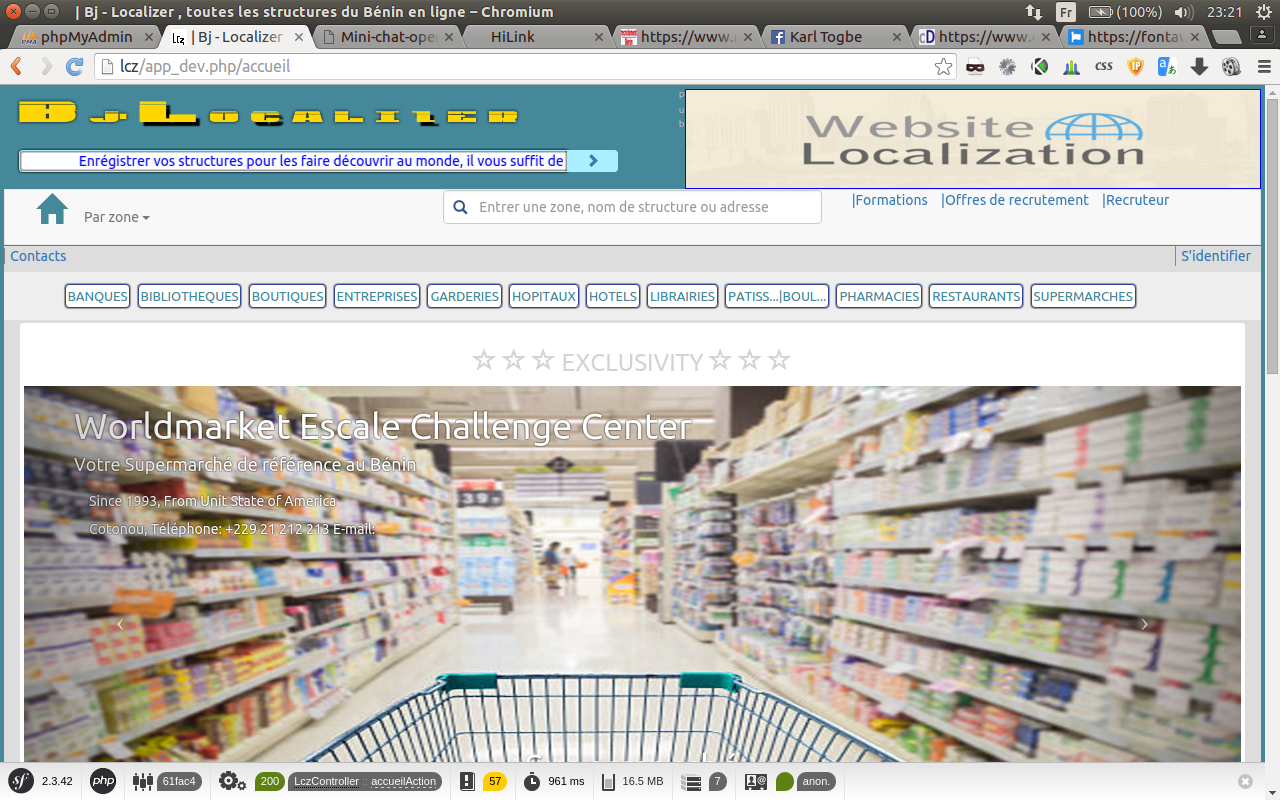 | Bj - Localizer , toutes les structures du Bénin en ligne – Chromium
Fr (100%) 23:21
phpMyAdmin
| Bj - Localizer
Mini-chat-ope
HiLink
https://www.
Karl Togbe
https://www.
https://fonta
lcz/app_dev.php/accueil
css
Bj Localizer
Website
Localization
Enrégistrer vos structures pour les faire découvrir au monde, il vous suffit de
Par zone
Entrer une zone, nom de structure ou adresse
|Formations |Offres de recrutement |Recruteur
Contacts
S'identifier
BANQUES BIBLIOTHEQUES BOUTIQUES ENTREPRISES GARDERIES HOPITAUX HOTELS LIBRAIRIES PATISS...|BOUL... PHARMACIES RESTAURANTS SUPERMARCHES
EXCLUSIVITY
Worldmarket Escale Challenge Center
Votre Supermarché de référence au Bénin
Since 1993, From Unit State of America
Cotonou, Téléphone: +229 21 212 213 E-mail:
sf 2.3.42 php 61fac4 200 LczController :: accueilAction 57 961 ms 16.5 MB 7 anon.